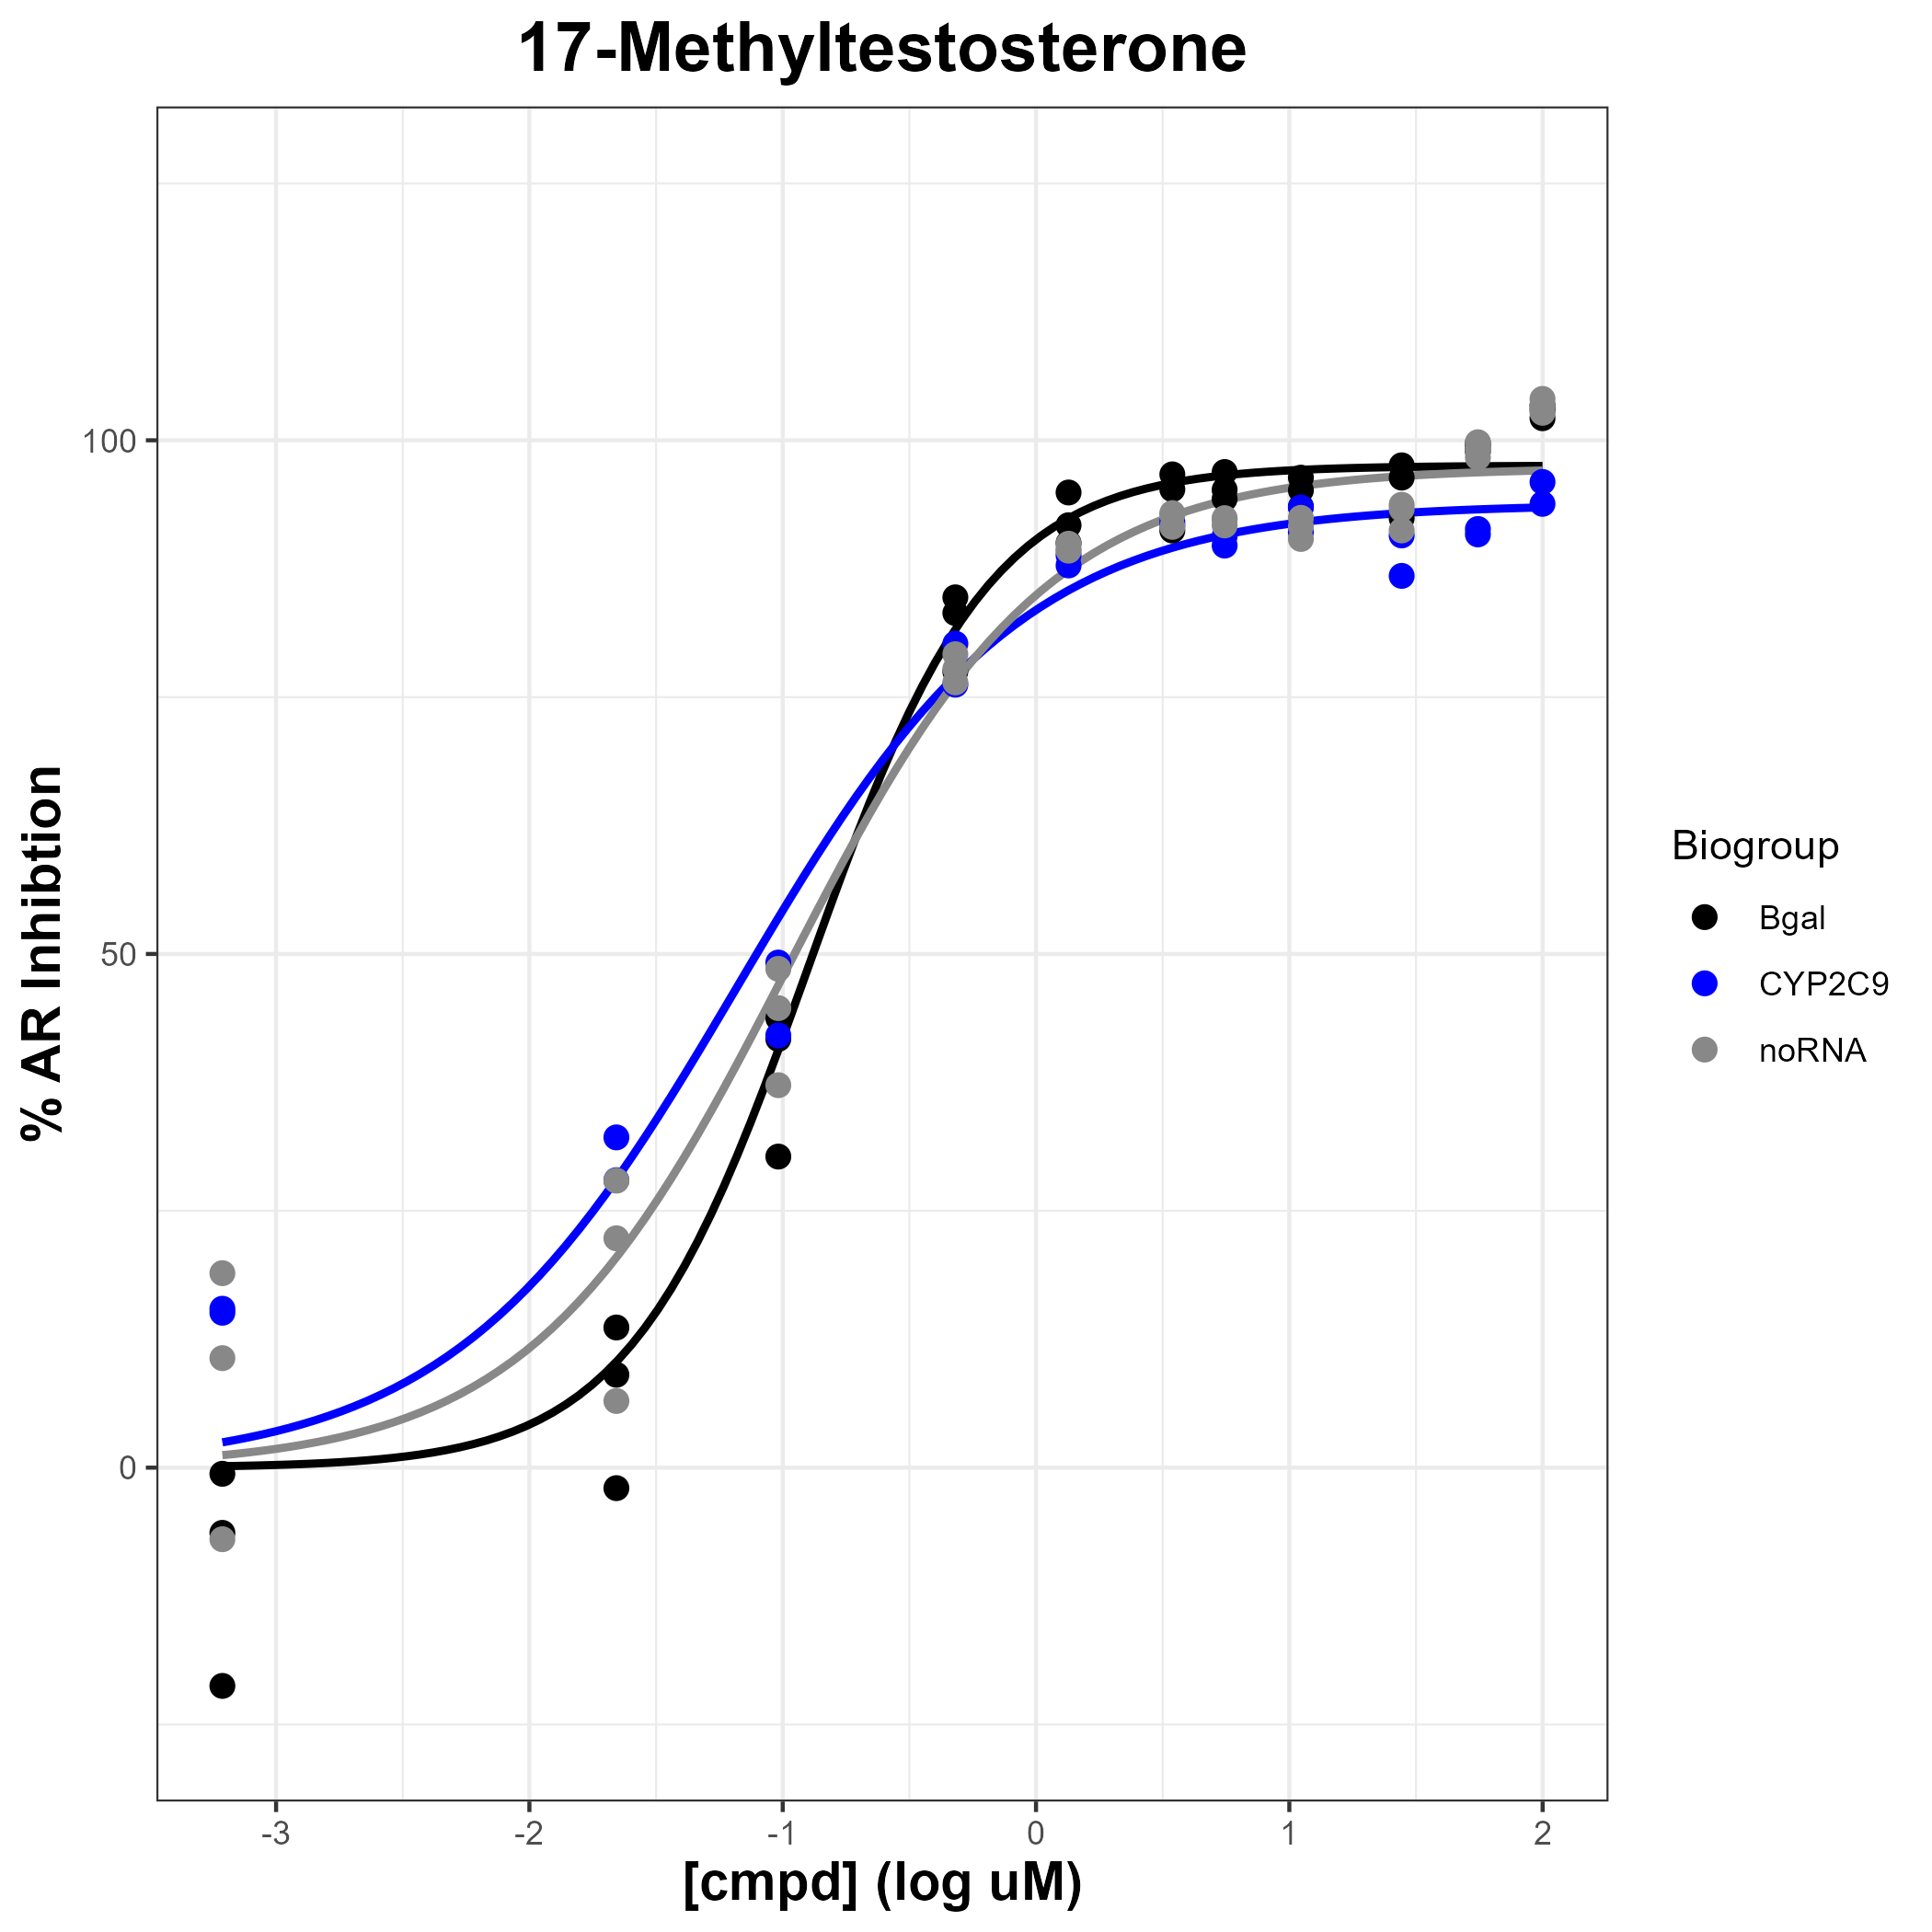 17-Methyltestosterone
% AR Inhibtion
100
50
0
-3 -2 -1 0 1 2
[cmpd] (log uM)
Biogroup
Bgal
CYP2C9
noRNA